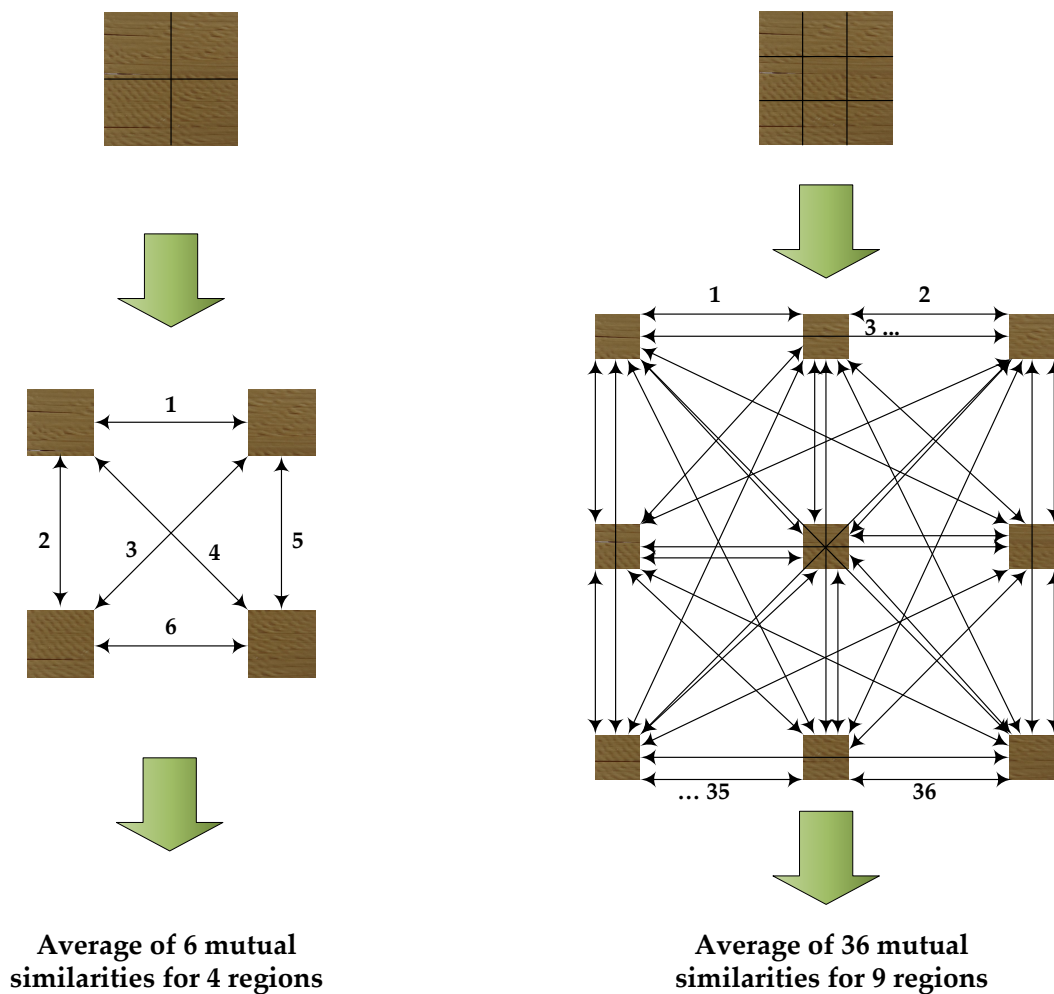 1
2
3
4
5
6
Average of 6 mutual
similarities for 4 regions
1
2
3 ...
... 35
36
Average of 36 mutual
similarities for 9 regions